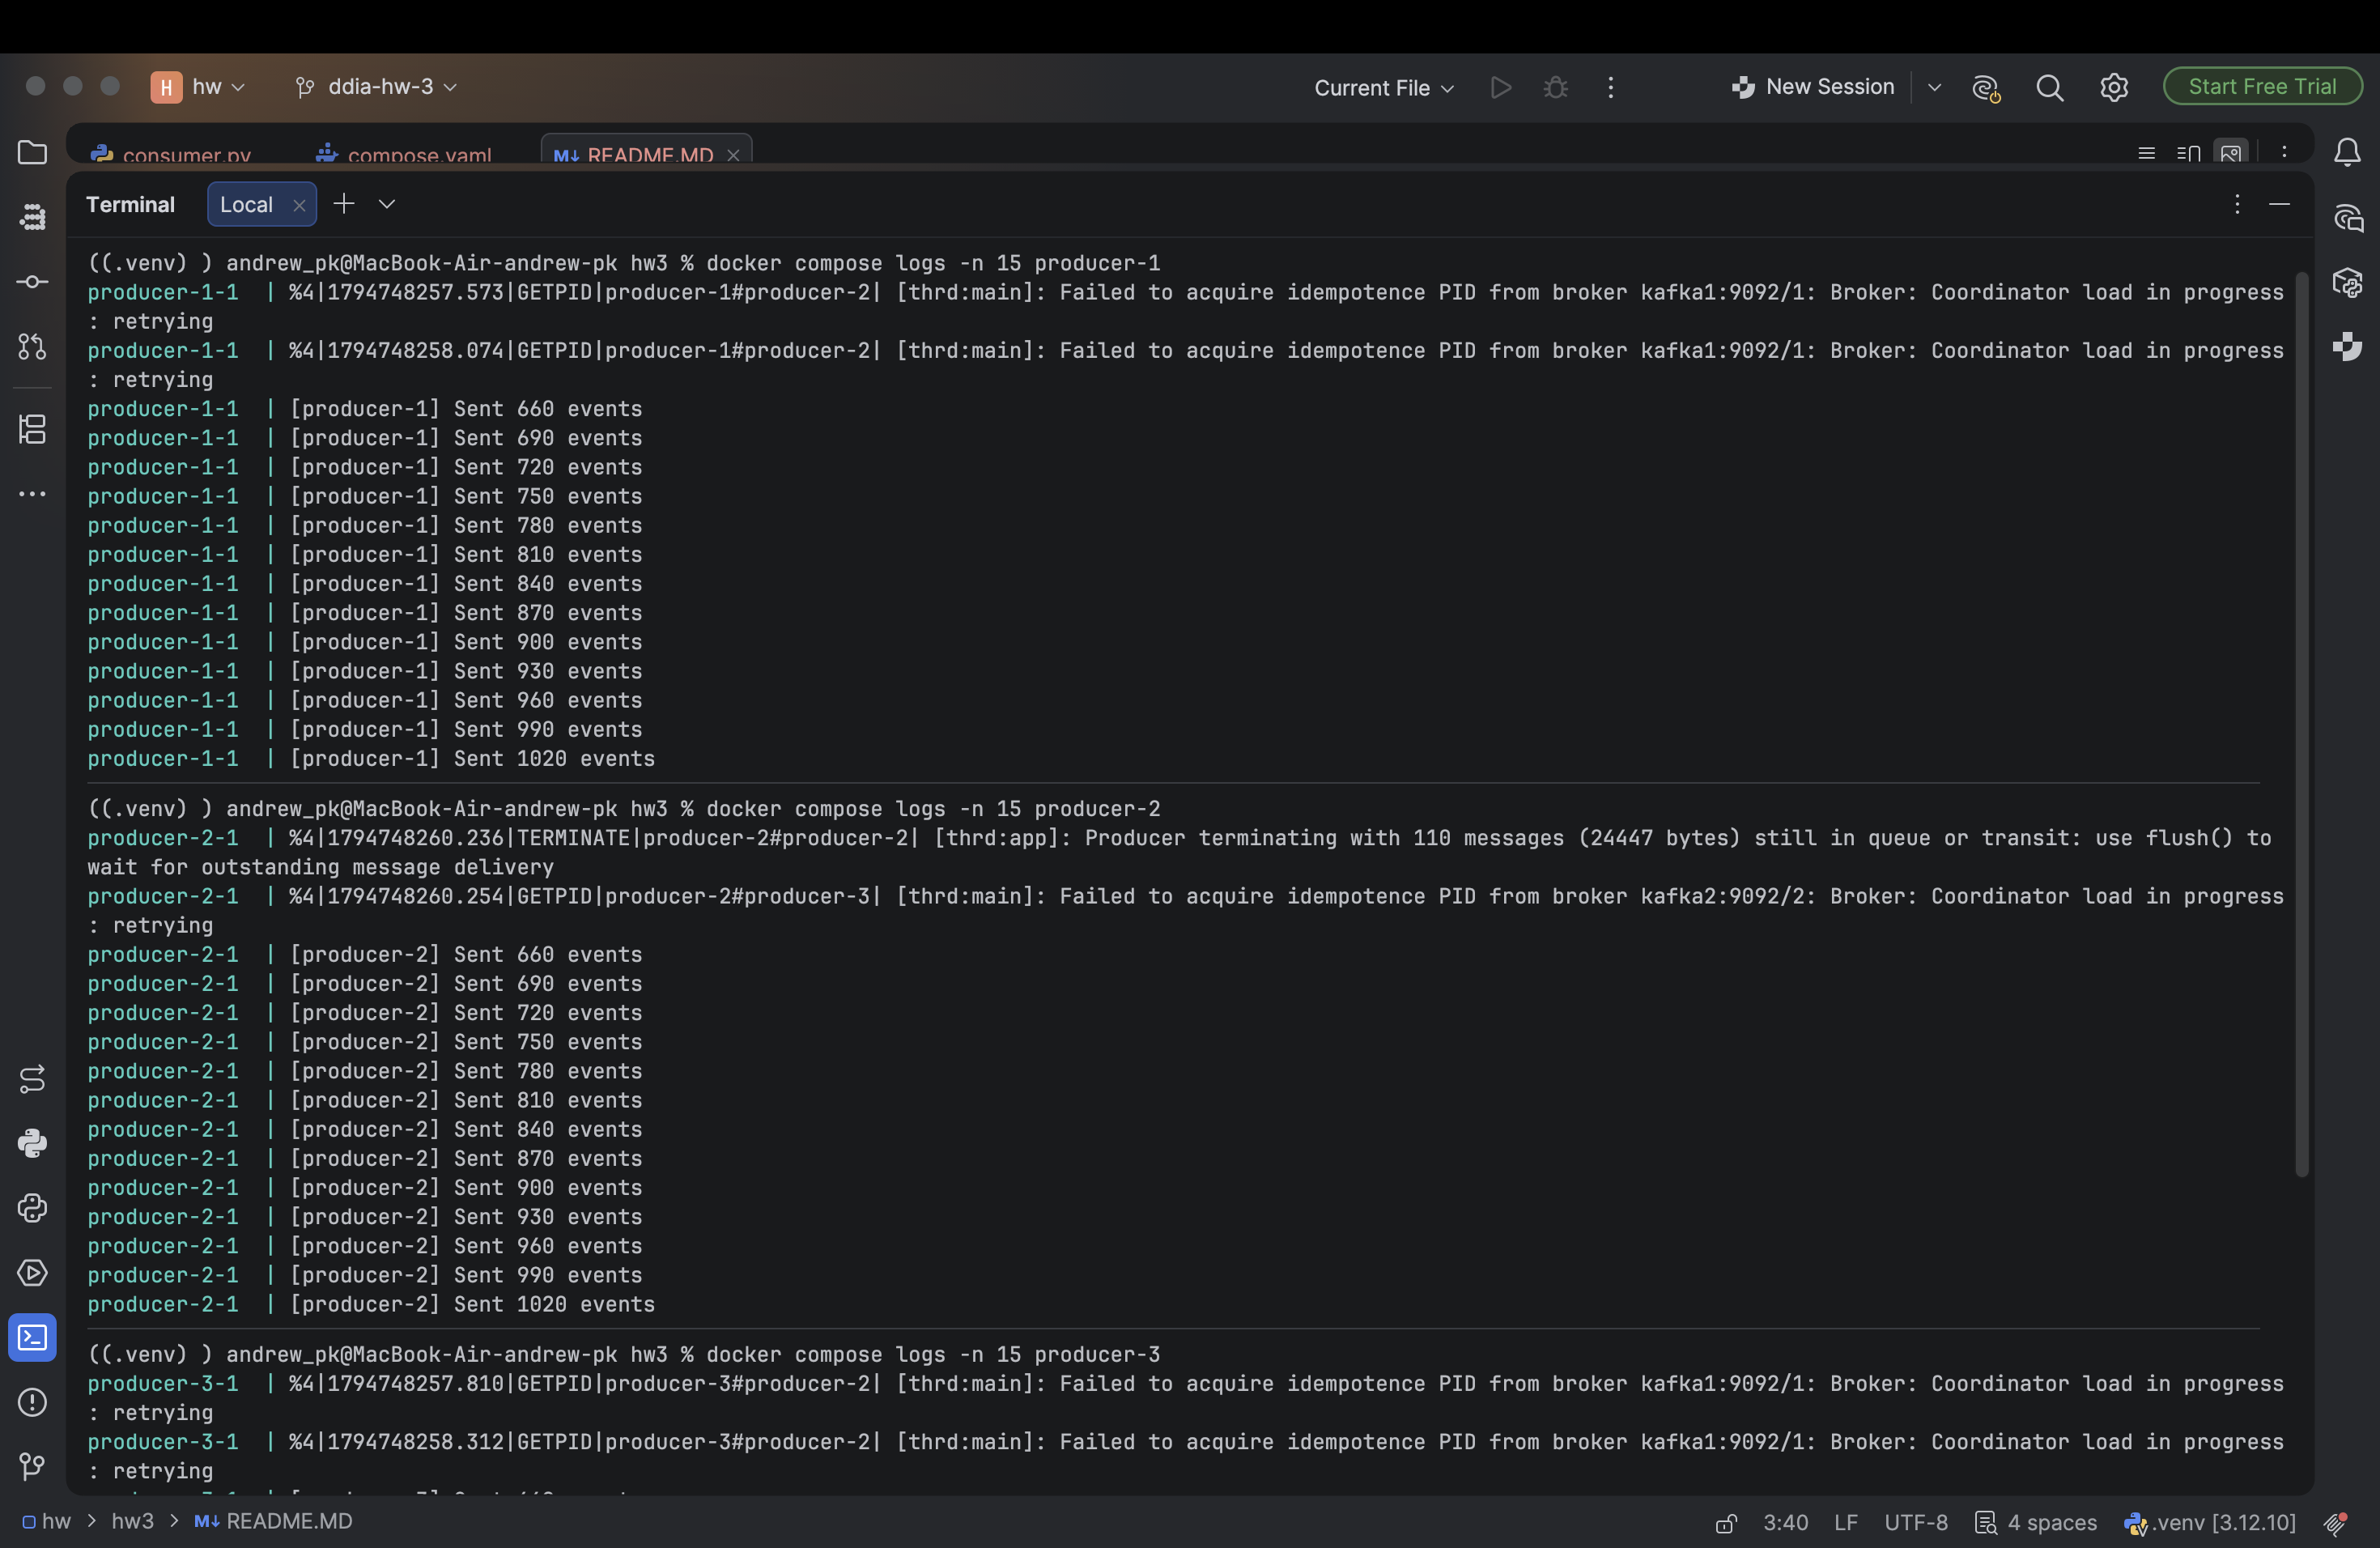 H hw
ddia-hw-3
Current File
New Session
Start Free Trial
consumer.py
compose.yaml
M↓ README.MD
Terminal
Local
((.venv) ) andrew_pk@MacBook-Air-andrew-pk hw3 % docker compose logs -n 15 producer-1
producer-1-1  | %4|1794748257.573|GETPID|producer-1#producer-2| [thrd:main]: Failed to acquire idempotence PID from broker kafka1:9092/1: Broker: Coordinator load in progress
: retrying
producer-1-1  | %4|1794748258.074|GETPID|producer-1#producer-2| [thrd:main]: Failed to acquire idempotence PID from broker kafka1:9092/1: Broker: Coordinator load in progress
: retrying
producer-1-1  | [producer-1] Sent 660 events
producer-1-1  | [producer-1] Sent 690 events
producer-1-1  | [producer-1] Sent 720 events
producer-1-1  | [producer-1] Sent 750 events
producer-1-1  | [producer-1] Sent 780 events
producer-1-1  | [producer-1] Sent 810 events
producer-1-1  | [producer-1] Sent 840 events
producer-1-1  | [producer-1] Sent 870 events
producer-1-1  | [producer-1] Sent 900 events
producer-1-1  | [producer-1] Sent 930 events
producer-1-1  | [producer-1] Sent 960 events
producer-1-1  | [producer-1] Sent 990 events
producer-1-1  | [producer-1] Sent 1020 events
((.venv) ) andrew_pk@MacBook-Air-andrew-pk hw3 % docker compose logs -n 15 producer-2
producer-2-1  | %4|1794748260.236|TERMINATE|producer-2#producer-2| [thrd:app]: Producer terminating with 110 messages (24447 bytes) still in queue or transit: use flush() to
wait for outstanding message delivery
producer-2-1  | %4|1794748260.254|GETPID|producer-2#producer-3| [thrd:main]: Failed to acquire idempotence PID from broker kafka2:9092/2: Broker: Coordinator load in progress
: retrying
producer-2-1  | [producer-2] Sent 660 events
producer-2-1  | [producer-2] Sent 690 events
producer-2-1  | [producer-2] Sent 720 events
producer-2-1  | [producer-2] Sent 750 events
producer-2-1  | [producer-2] Sent 780 events
producer-2-1  | [producer-2] Sent 810 events
producer-2-1  | [producer-2] Sent 840 events
producer-2-1  | [producer-2] Sent 870 events
producer-2-1  | [producer-2] Sent 900 events
producer-2-1  | [producer-2] Sent 930 events
producer-2-1  | [producer-2] Sent 960 events
producer-2-1  | [producer-2] Sent 990 events
producer-2-1  | [producer-2] Sent 1020 events
((.venv) ) andrew_pk@MacBook-Air-andrew-pk hw3 % docker compose logs -n 15 producer-3
producer-3-1  | %4|1794748257.810|GETPID|producer-3#producer-2| [thrd:main]: Failed to acquire idempotence PID from broker kafka1:9092/1: Broker: Coordinator load in progress
: retrying
producer-3-1  | %4|1794748258.312|GETPID|producer-3#producer-2| [thrd:main]: Failed to acquire idempotence PID from broker kafka1:9092/1: Broker: Coordinator load in progress
: retrying
hw > hw3 > M↓ README.MD
3:40 LF UTF-8 4 spaces .venv [3.12.10]